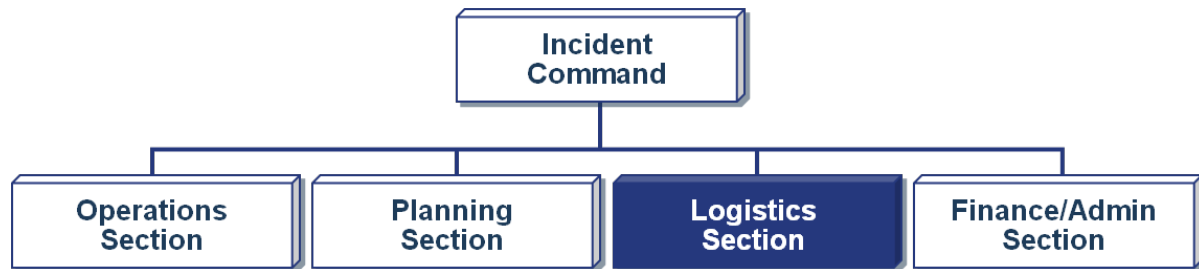 Incident
Command
Operations
Section
Planning
Section
Logistics
Section
Finance/Admin
Section